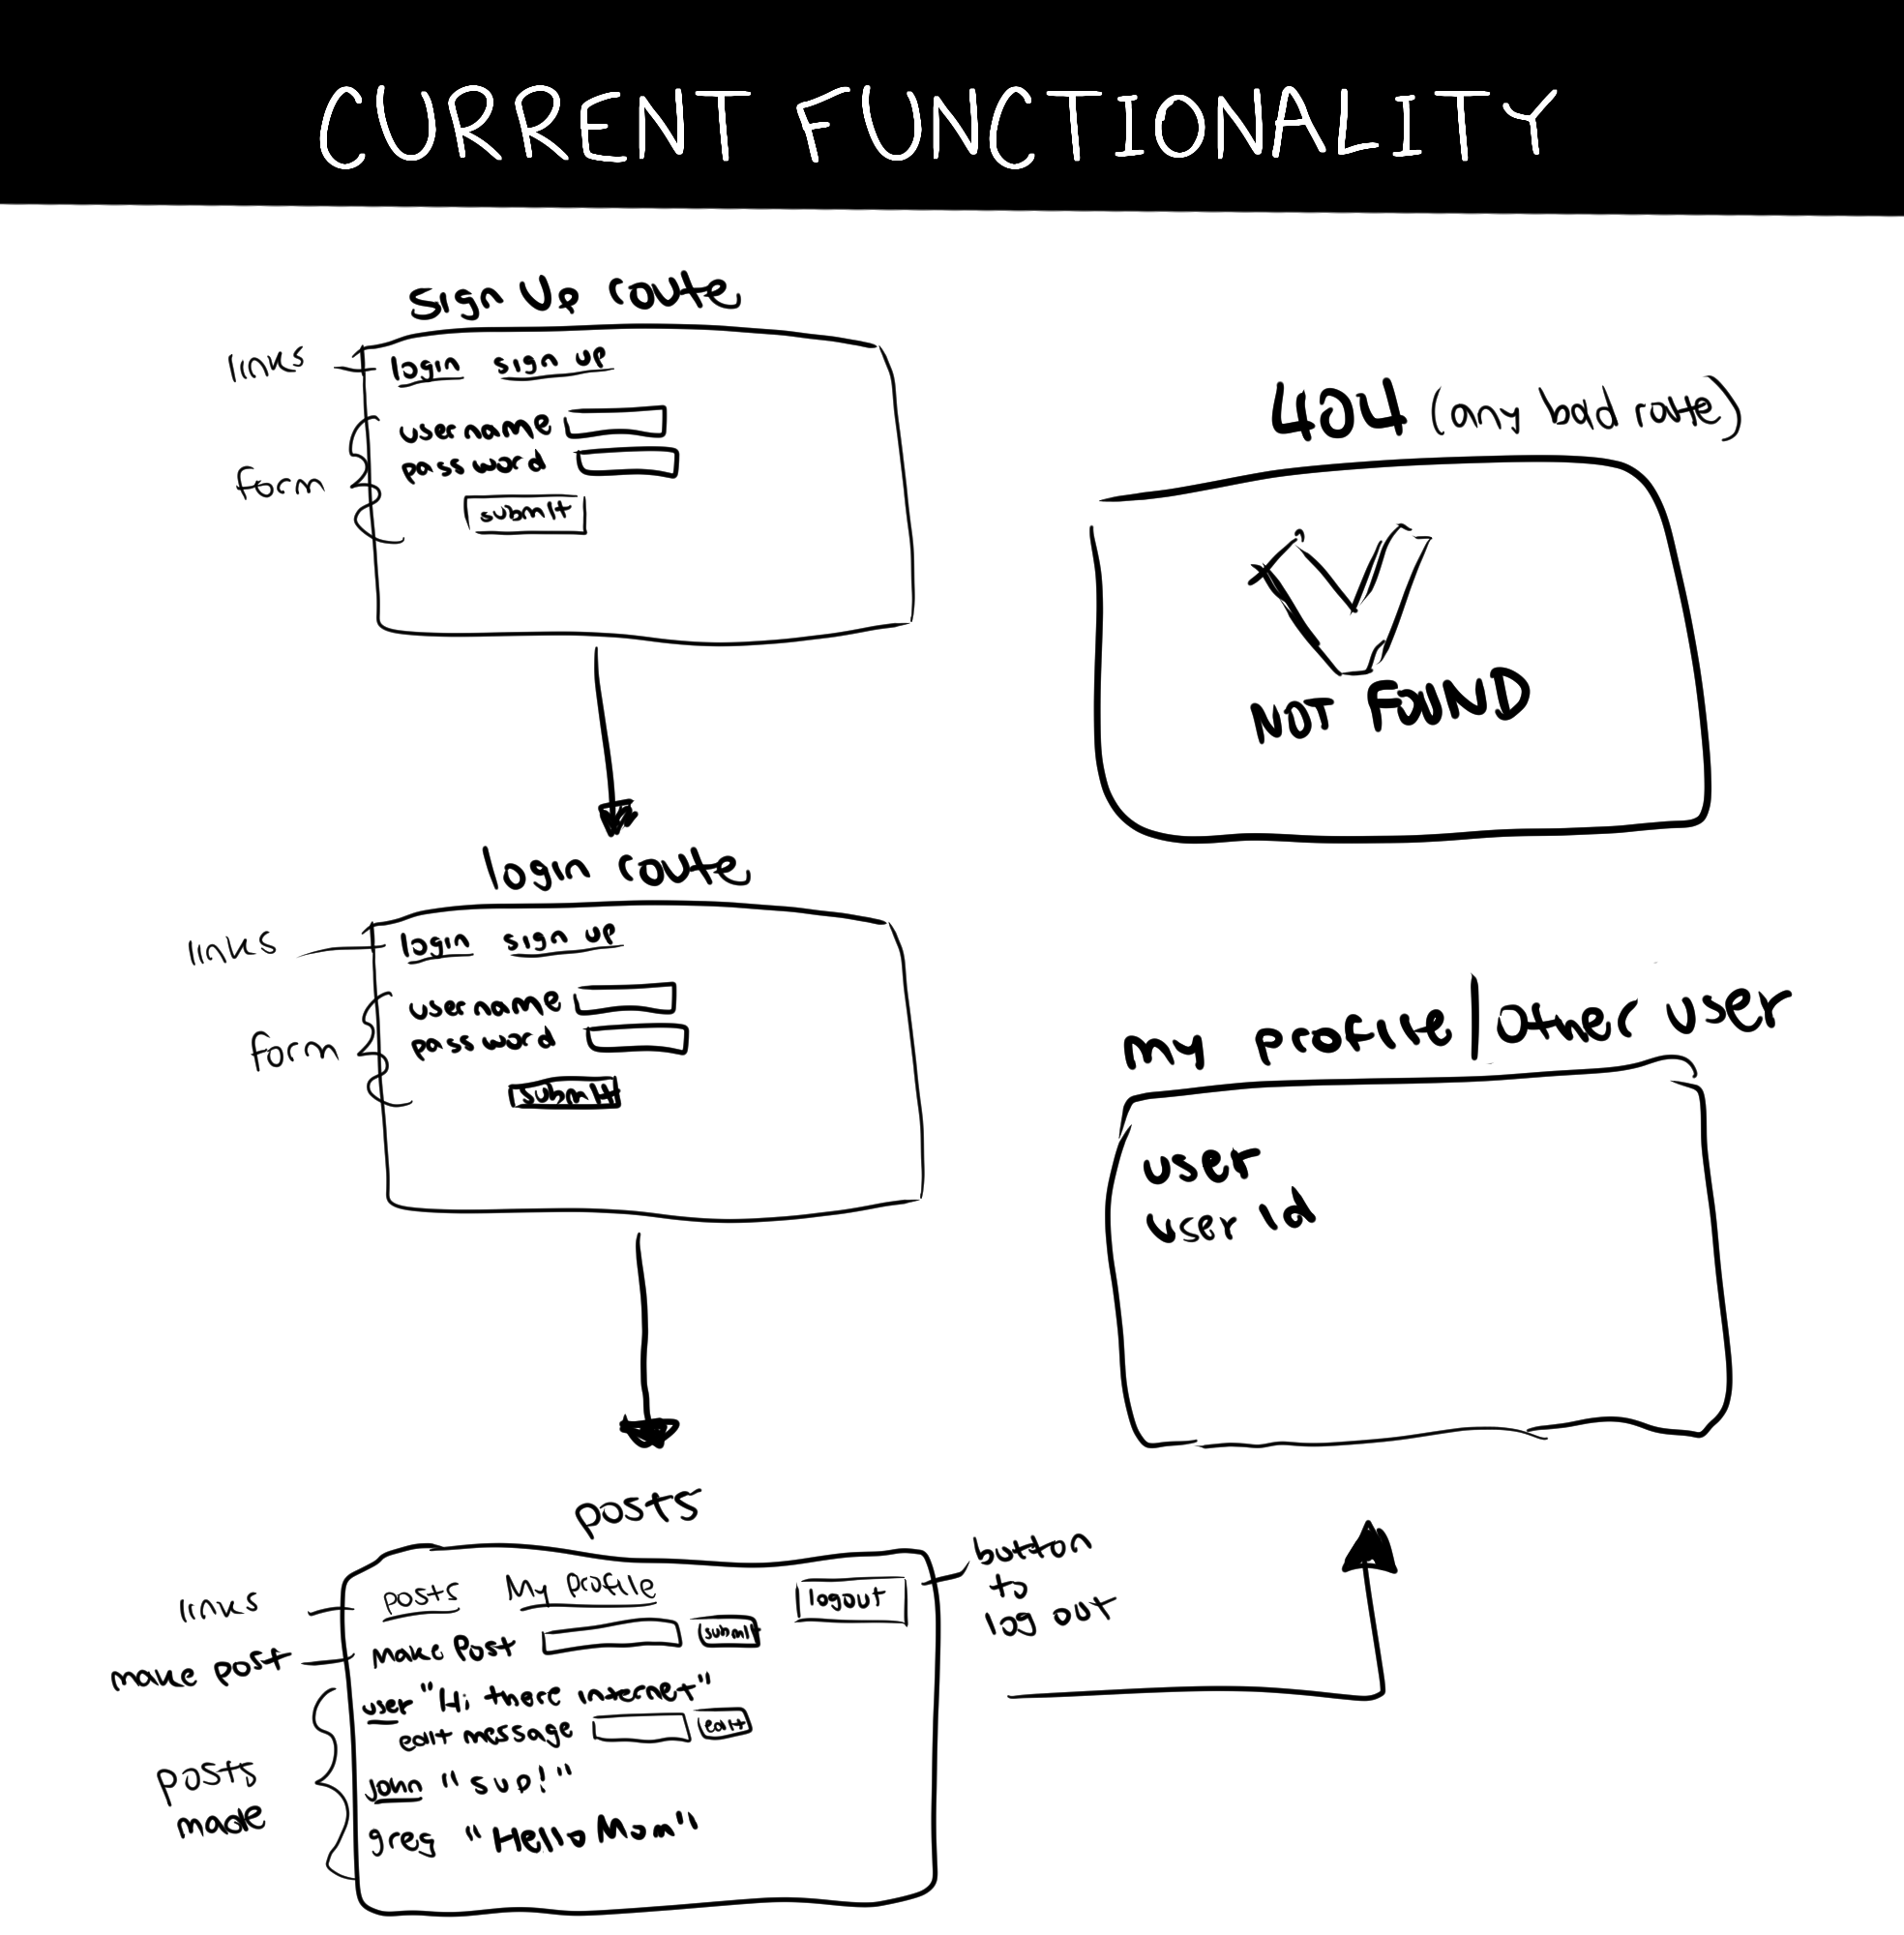 CURRENT FUNCTIONALITY
sign Up route
links
login sign up
username
form
password
submit
404 (any bad route)
NOT FOUND
login route
links
login sign up
username
form
password
submit
my profile | other user
user
user id
posts
links
posts My profile
logout
button
to
log out
make post
Make Post
submit
user "Hi there internet"
edit message
edit
posts
made
john "sup!"
greg "Hello Mom"